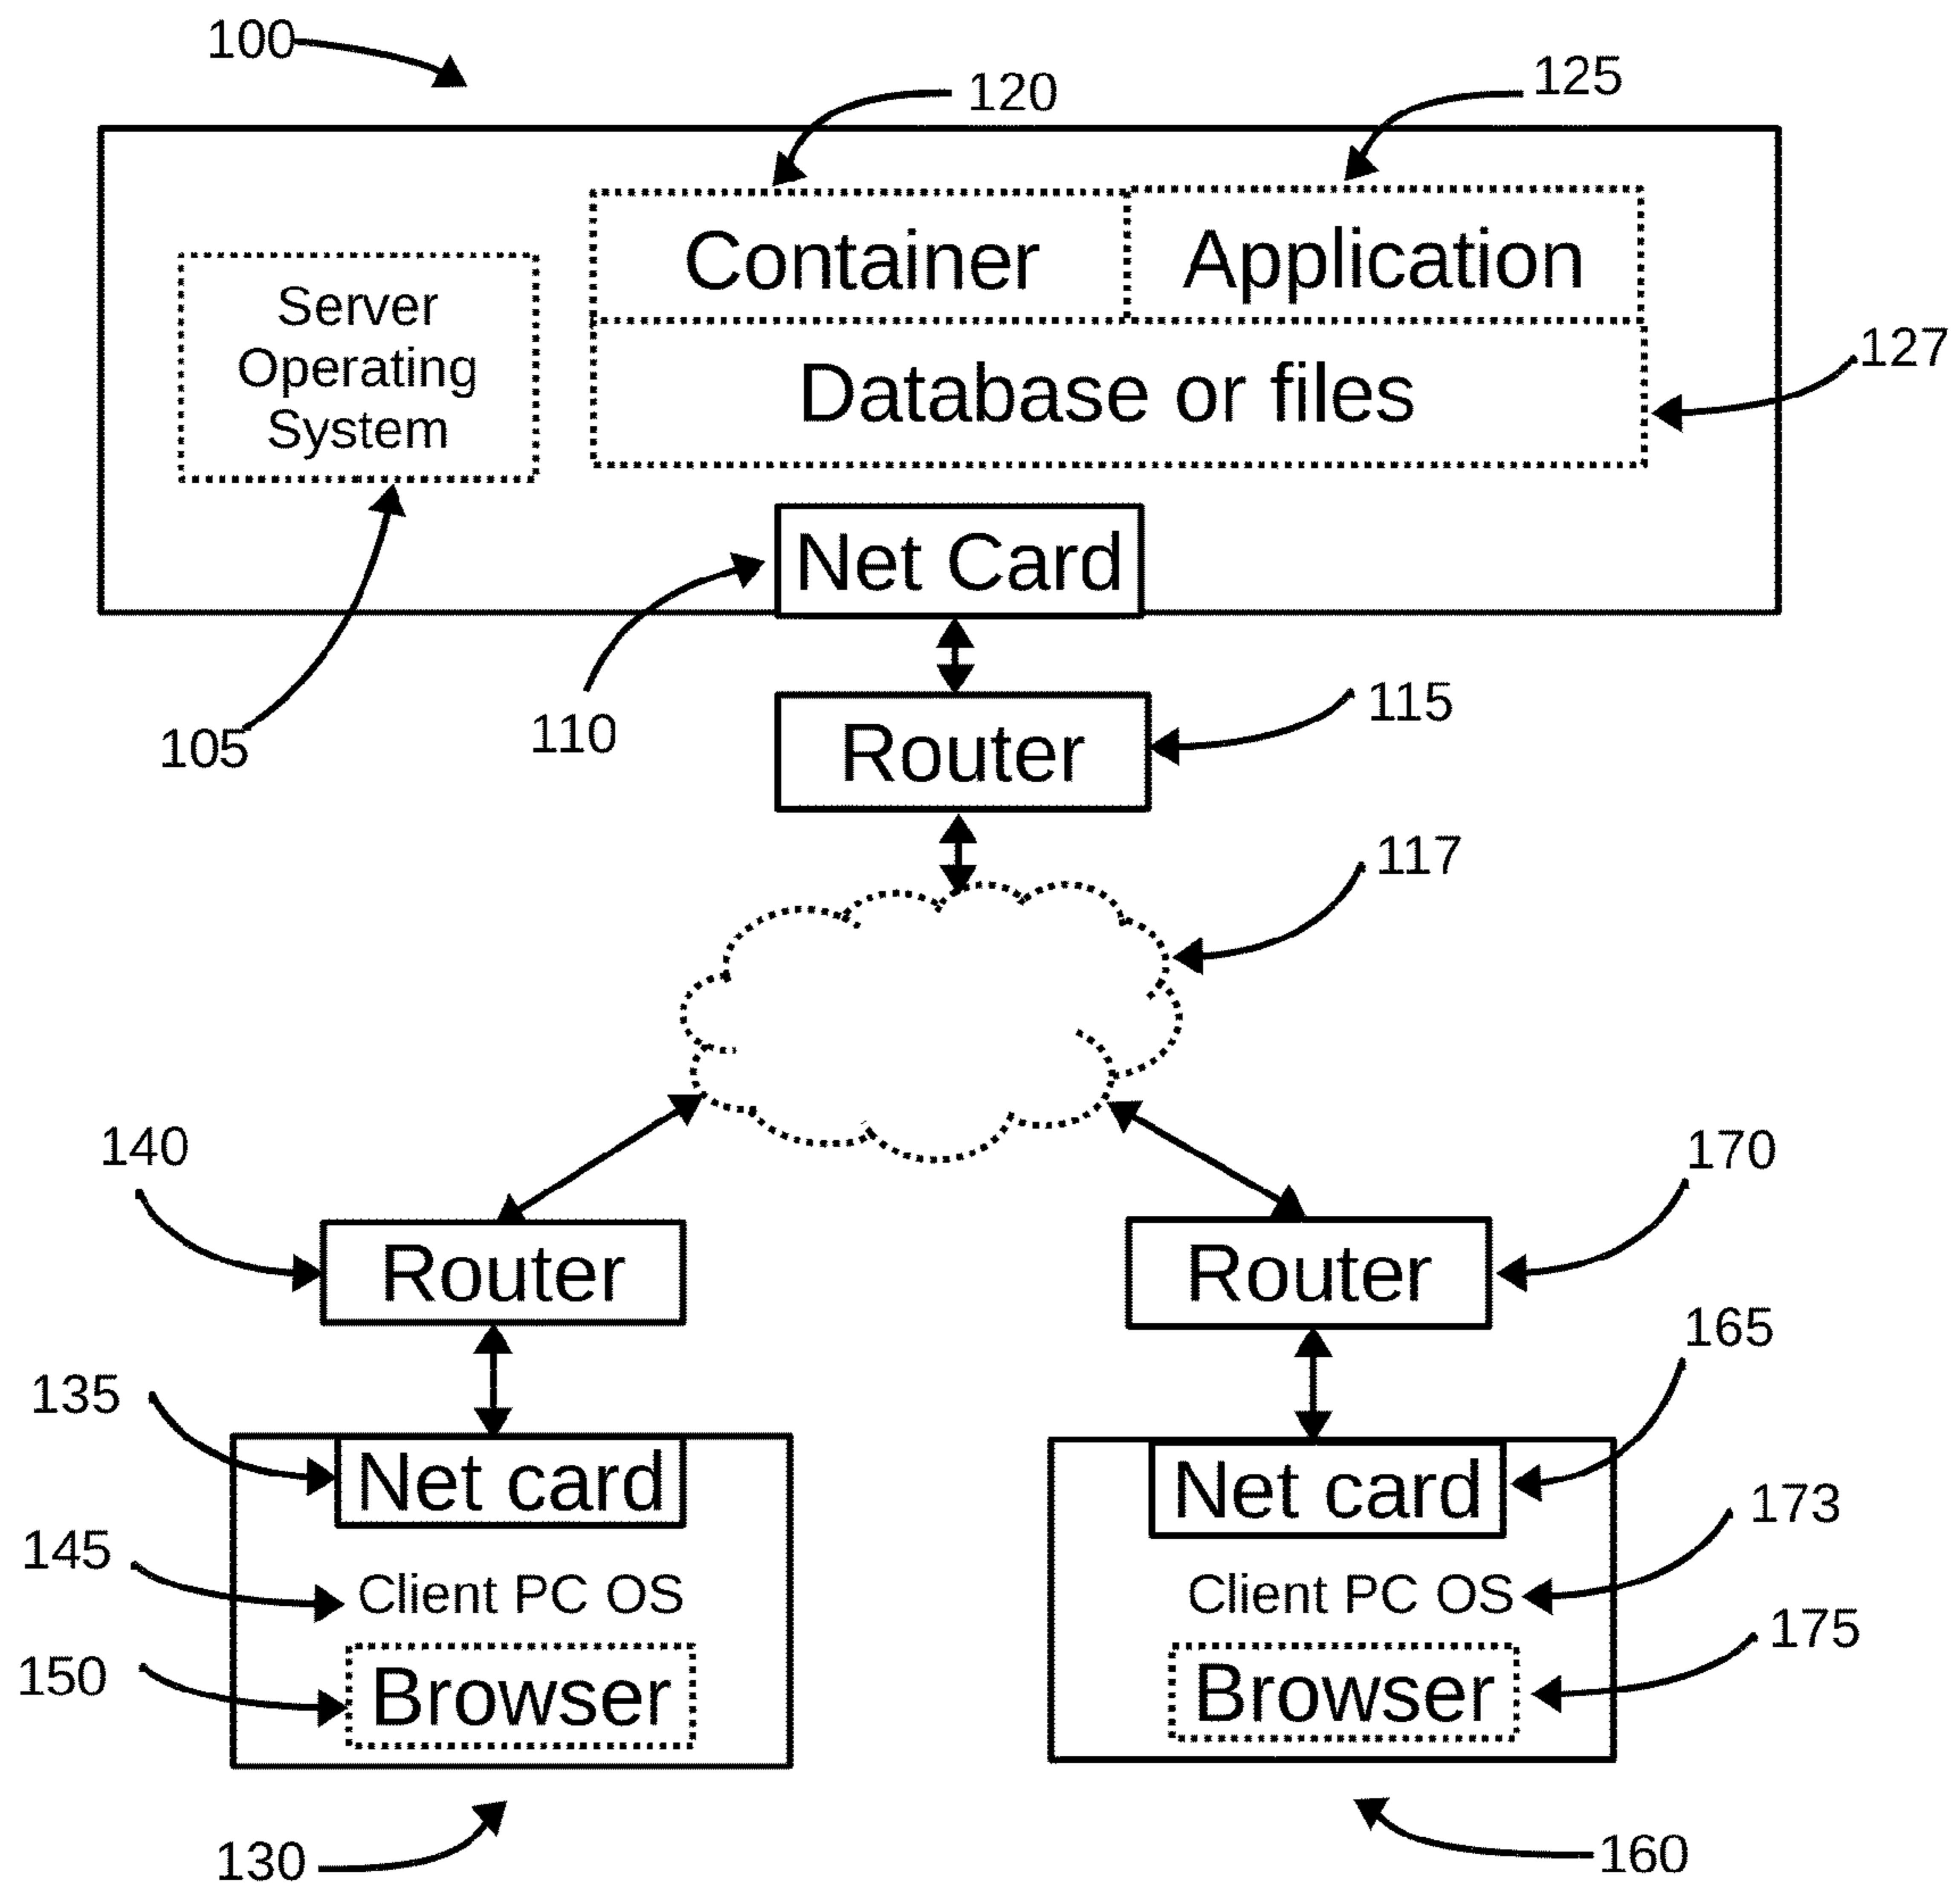 100
120
125
Container
Application
Server
Operating
System
127
Database or files
Net Card
105
110
115
Router
117
140
170
Router
Router
135
165
Net card
Net card
145
173
Client PC OS
Client PC OS
150
175
Browser
Browser
130
160